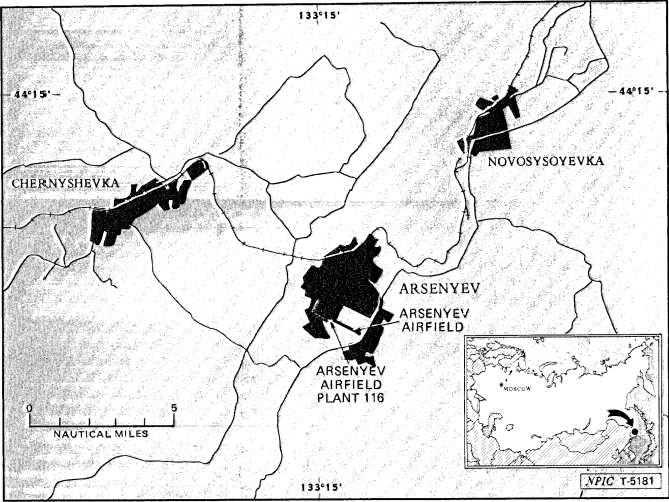 133°15'
44°15'
44°15'
NOVOSYSOYEVKA
CHERNYSHEVKA
ARSENYEV
ARSENYEV
AIRFIELD
ARSENYEV
AIRFIELD
PLANT 116
0 5
NAUTICAL MILES
MOSCOW
133°15'
NPIC T-5181